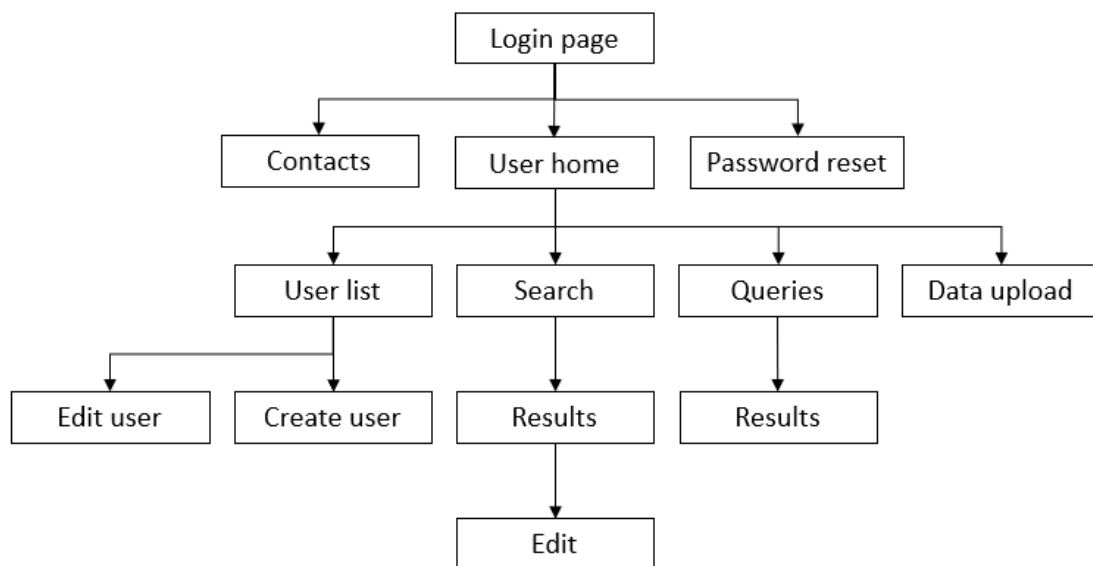 Login page
Contacts
User home
Password reset
User list
Search
Queries
Data upload
Edit user
Create user
Results
Results
Edit